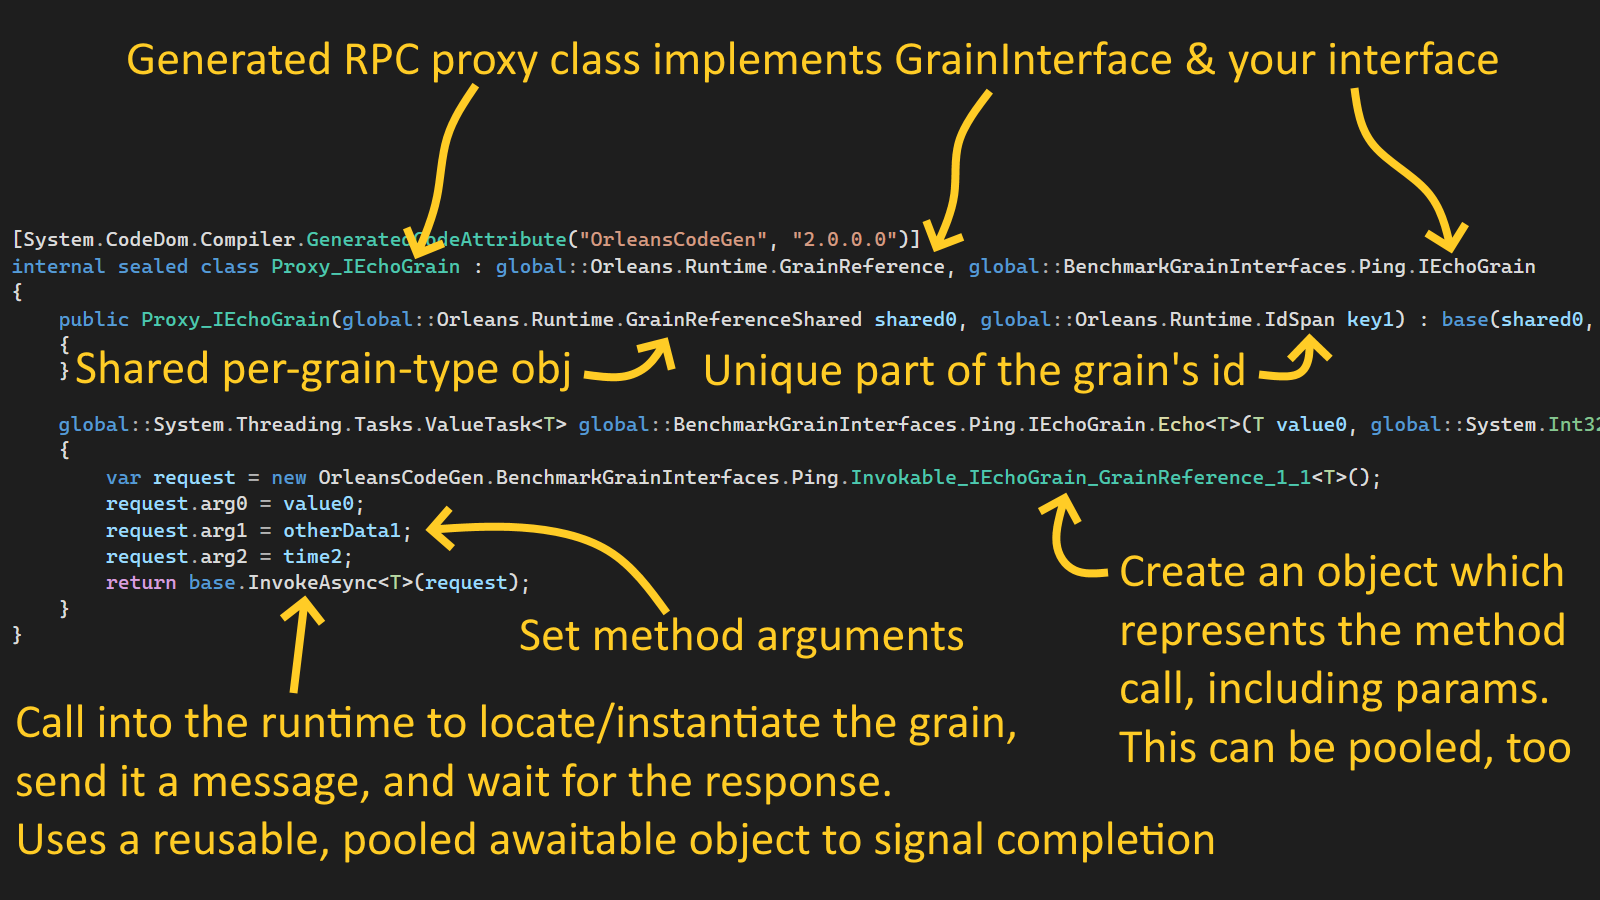 Generated RPC proxy class implements GrainInterface & your interface
[System.CodeDom.Compiler.GeneratedCodeAttribute("OrleansCodeGen", "2.0.0.0")]
internal sealed class Proxy_IEchoGrain : global::Orleans.Runtime.GrainReference, global::BenchmarkGrainInterfaces.Ping.IEchoGrain
{
public Proxy_IEchoGrain(global::Orleans.Runtime.GrainReferenceShared shared0, global::Orleans.Runtime.IdSpan key1) : base(shared0,
{
}
Shared per-grain-type obj
Unique part of the grain's id
global::System.Threading.Tasks.ValueTask<T> global::BenchmarkGrainInterfaces.Ping.IEchoGrain.Echo<T>(T value0, global::System.Int32
{
var request = new OrleansCodeGen.BenchmarkGrainInterfaces.Ping.Invokable_IEchoGrain_GrainReference_1_1<T>();
request.arg0 = value0;
request.arg1 = otherData1;
request.arg2 = time2;
return base.InvokeAsync<T>(request);
}
}
Set method arguments
Create an object which
represents the method
call, including params.
This can be pooled, too
Call into the runtime to locate/instantiate the grain,
send it a message, and wait for the response.
Uses a reusable, pooled awaitable object to signal completion